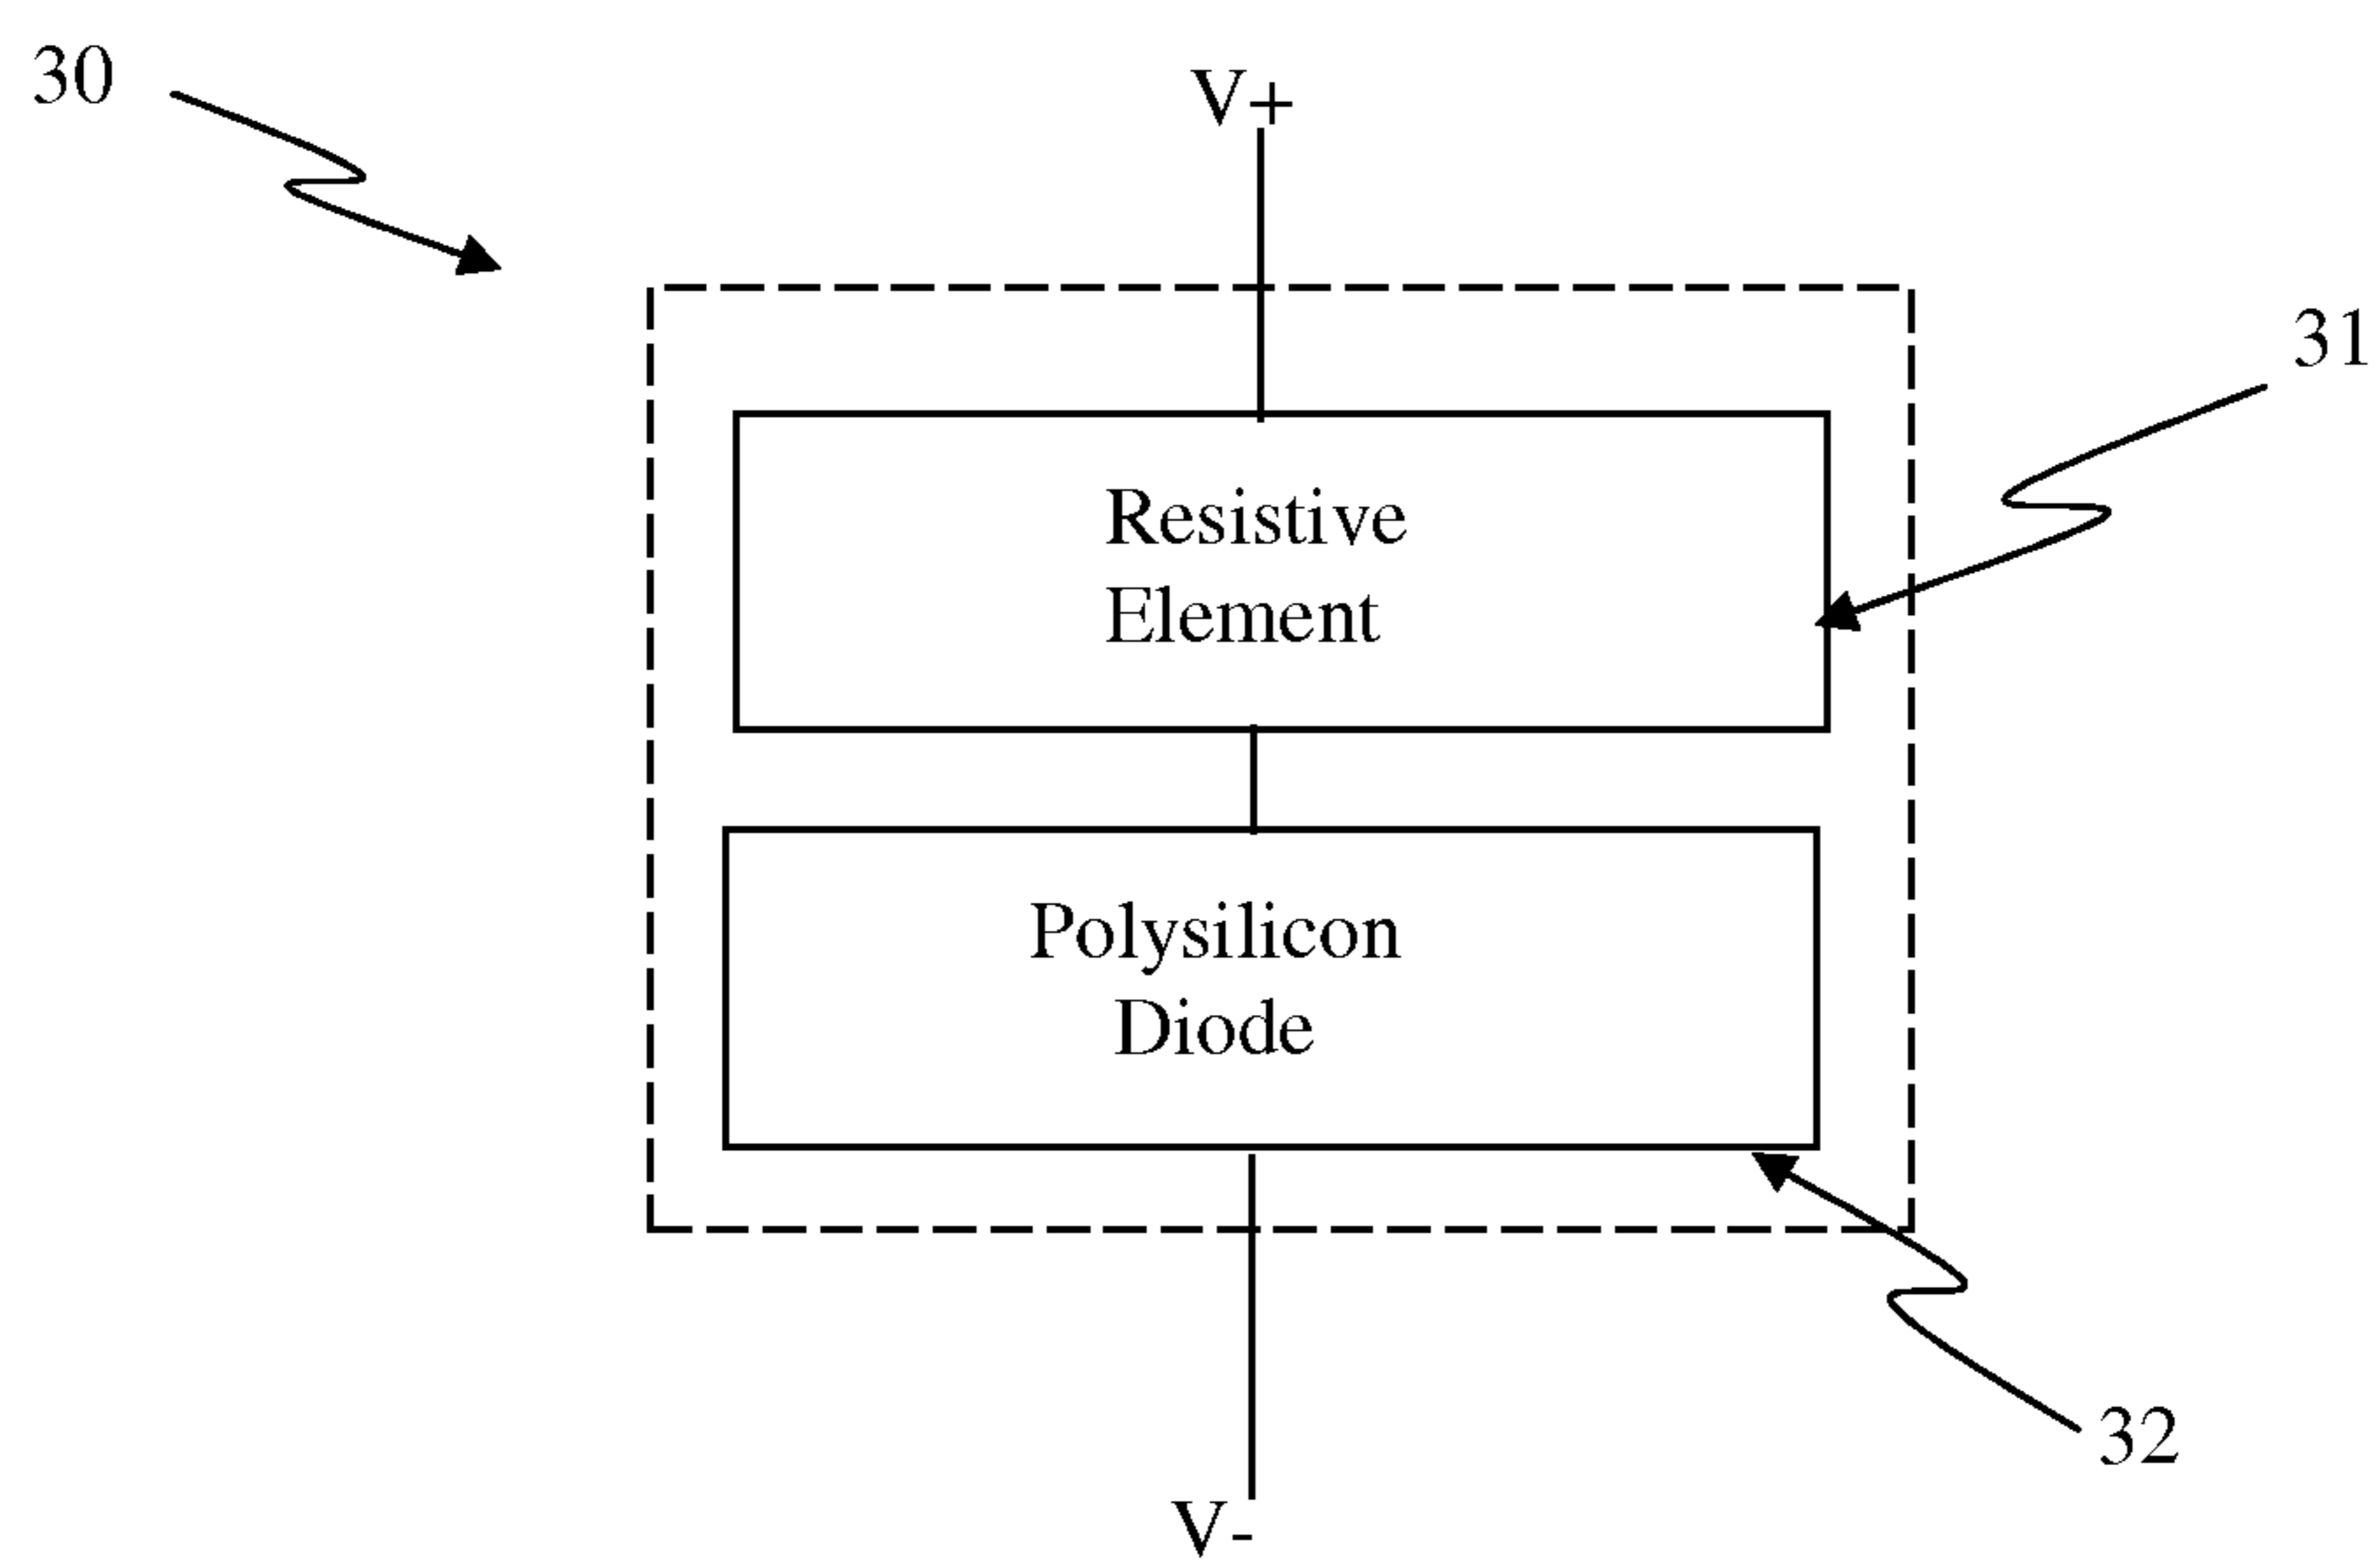 30
V+
31
Resistive
Element
Polysilicon
Diode
32
V-